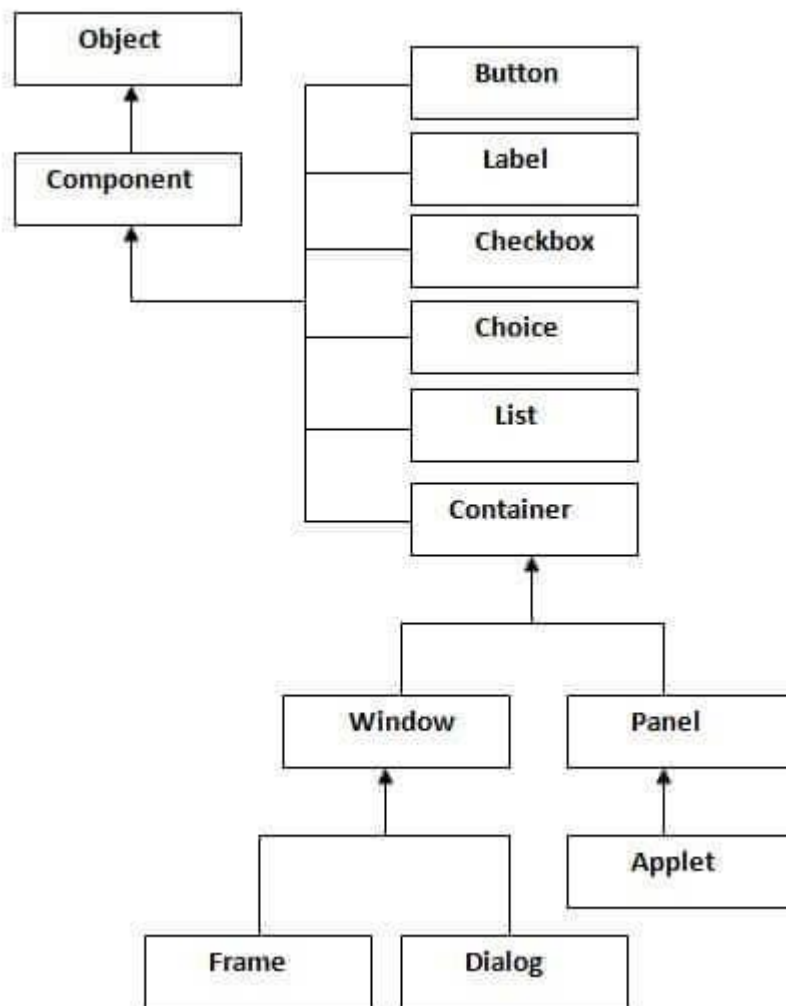 Object
Button
Label
Component
Checkbox
Choice
List
Container
Window
Panel
Applet
Frame
Dialog